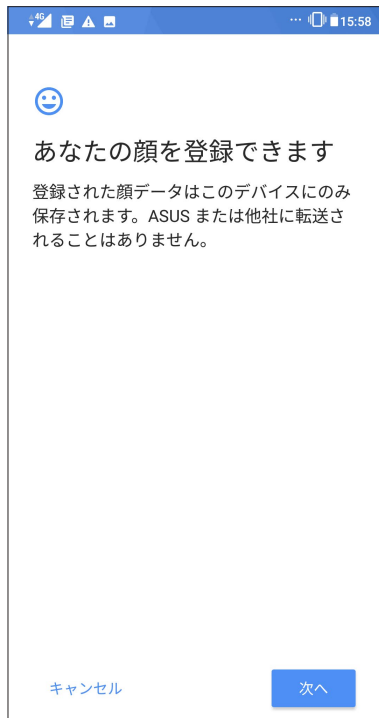 4G 15:58
あなたの顔を登録できます
登録された顔データはこのデバイスにのみ
保存されます。ASUS または他社に転送さ
れることはありません。
キャンセル 次へ